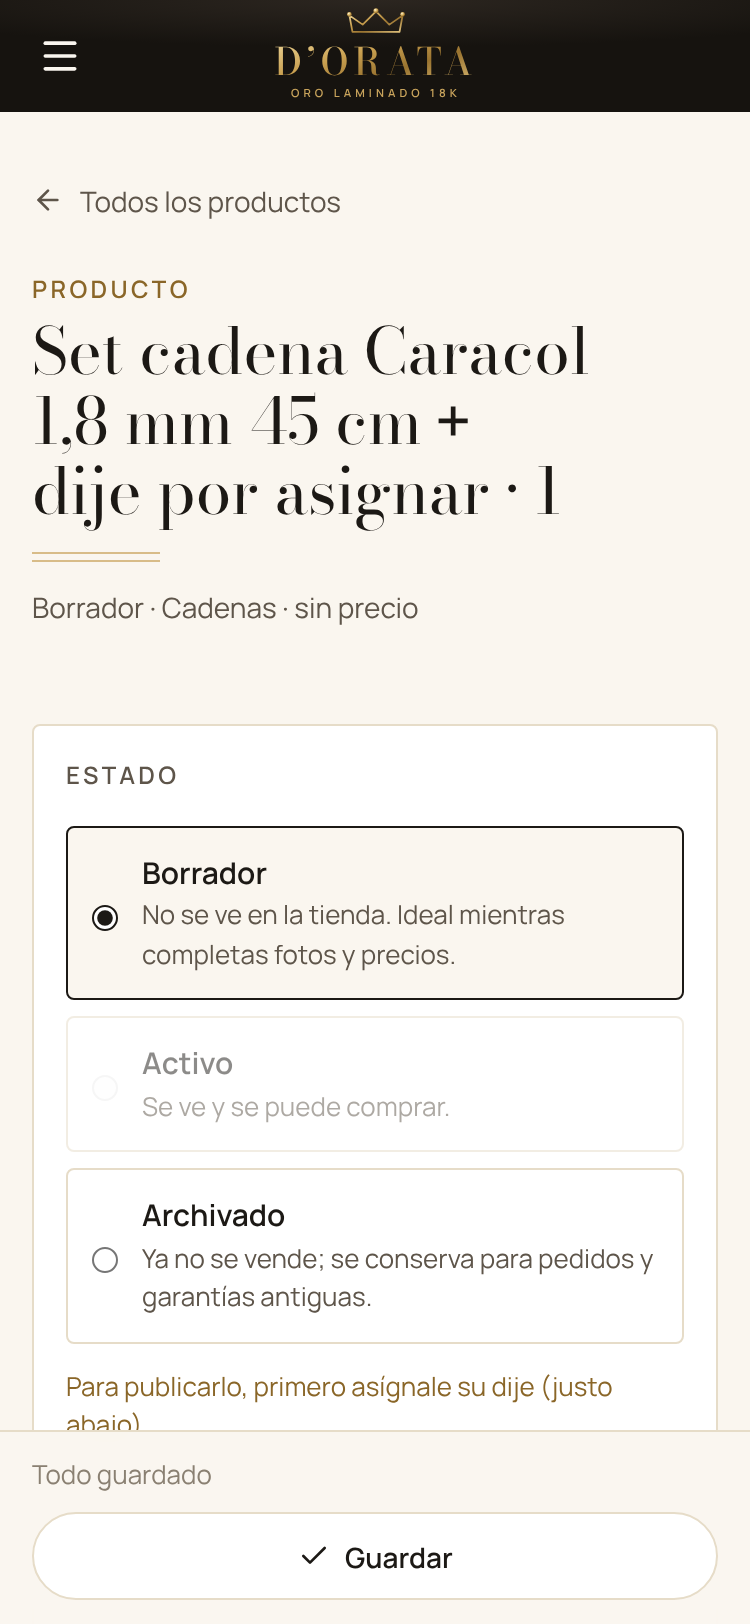 D'ORATA
ORO LAMINADO 18K
Todos los productos
PRODUCTO
Set cadena Caracol
1,8 mm 45 cm +
dije por asignar · 1
Borrador · Cadenas · sin precio
ESTADO
Borrador
No se ve en la tienda. Ideal mientras
completas fotos y precios.
Activo
Se ve y se puede comprar.
Archivado
Ya no se vende; se conserva para pedidos y
garantías antiguas.
Para publicarlo, primero asígnale su dije (justo
abajo)
Todo guardado
Guardar